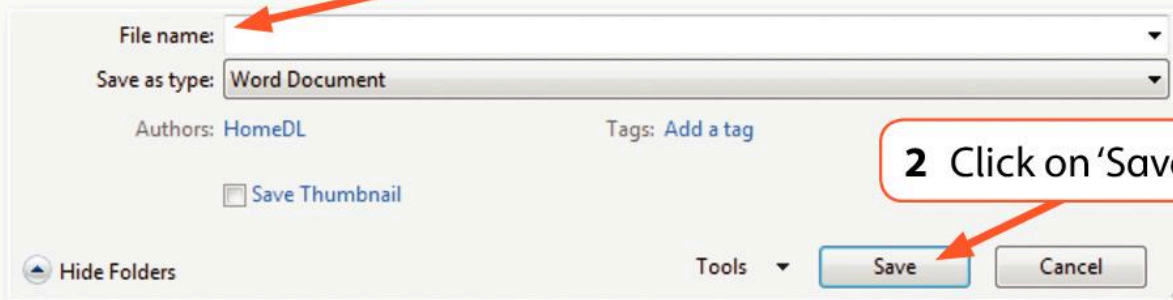 File name:
Save as type: Word Document
Authors: HomeDL Tags: Add a tag
2 Click on ‘Save
Save Thumbnail
Hide Folders Tools Save Cancel